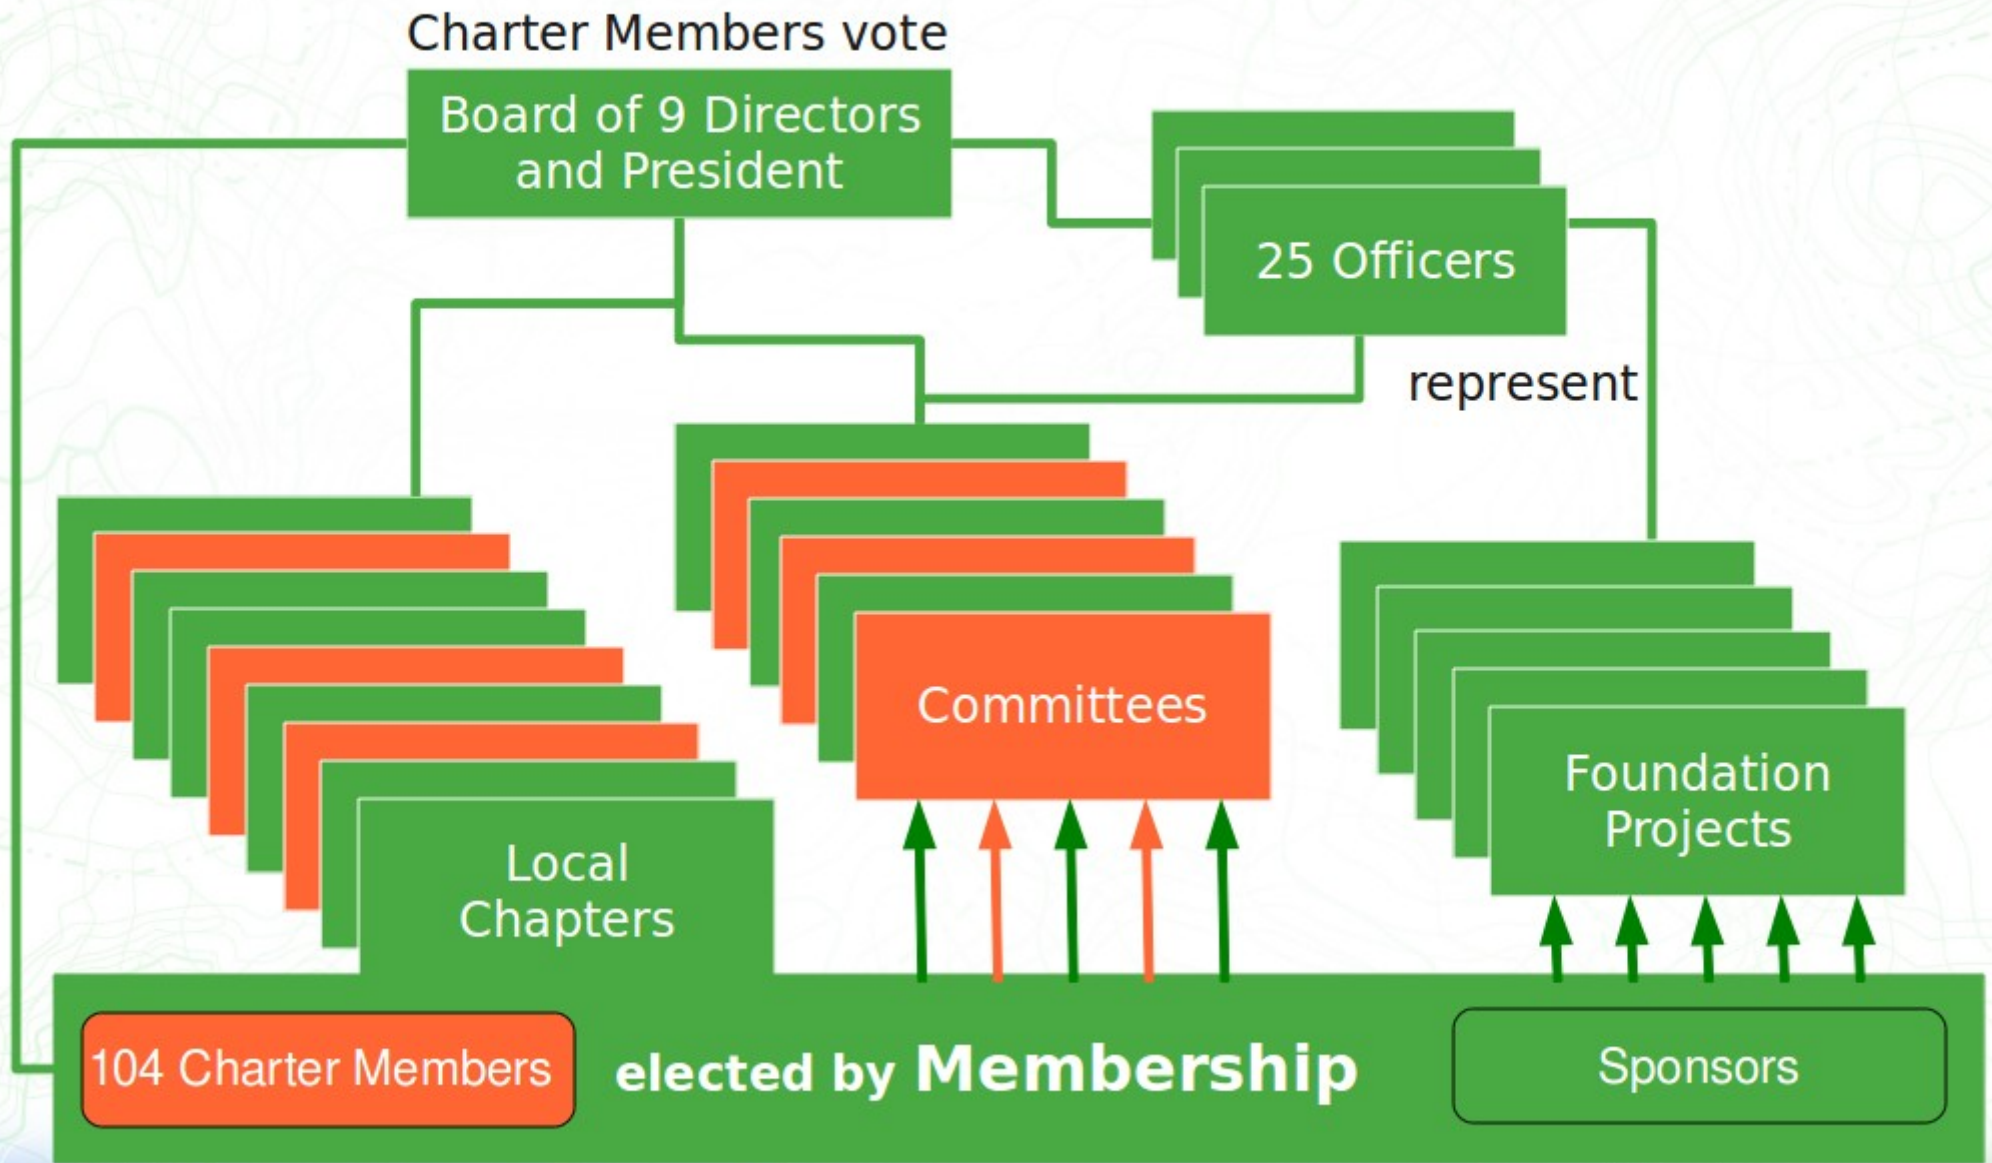 Charter Members vote
Board of 9 Directors
and President
25 Officers
represent
Committees
Foundation
Projects
Local
Chapters
104 Charter Members
elected by Membership
Sponsors